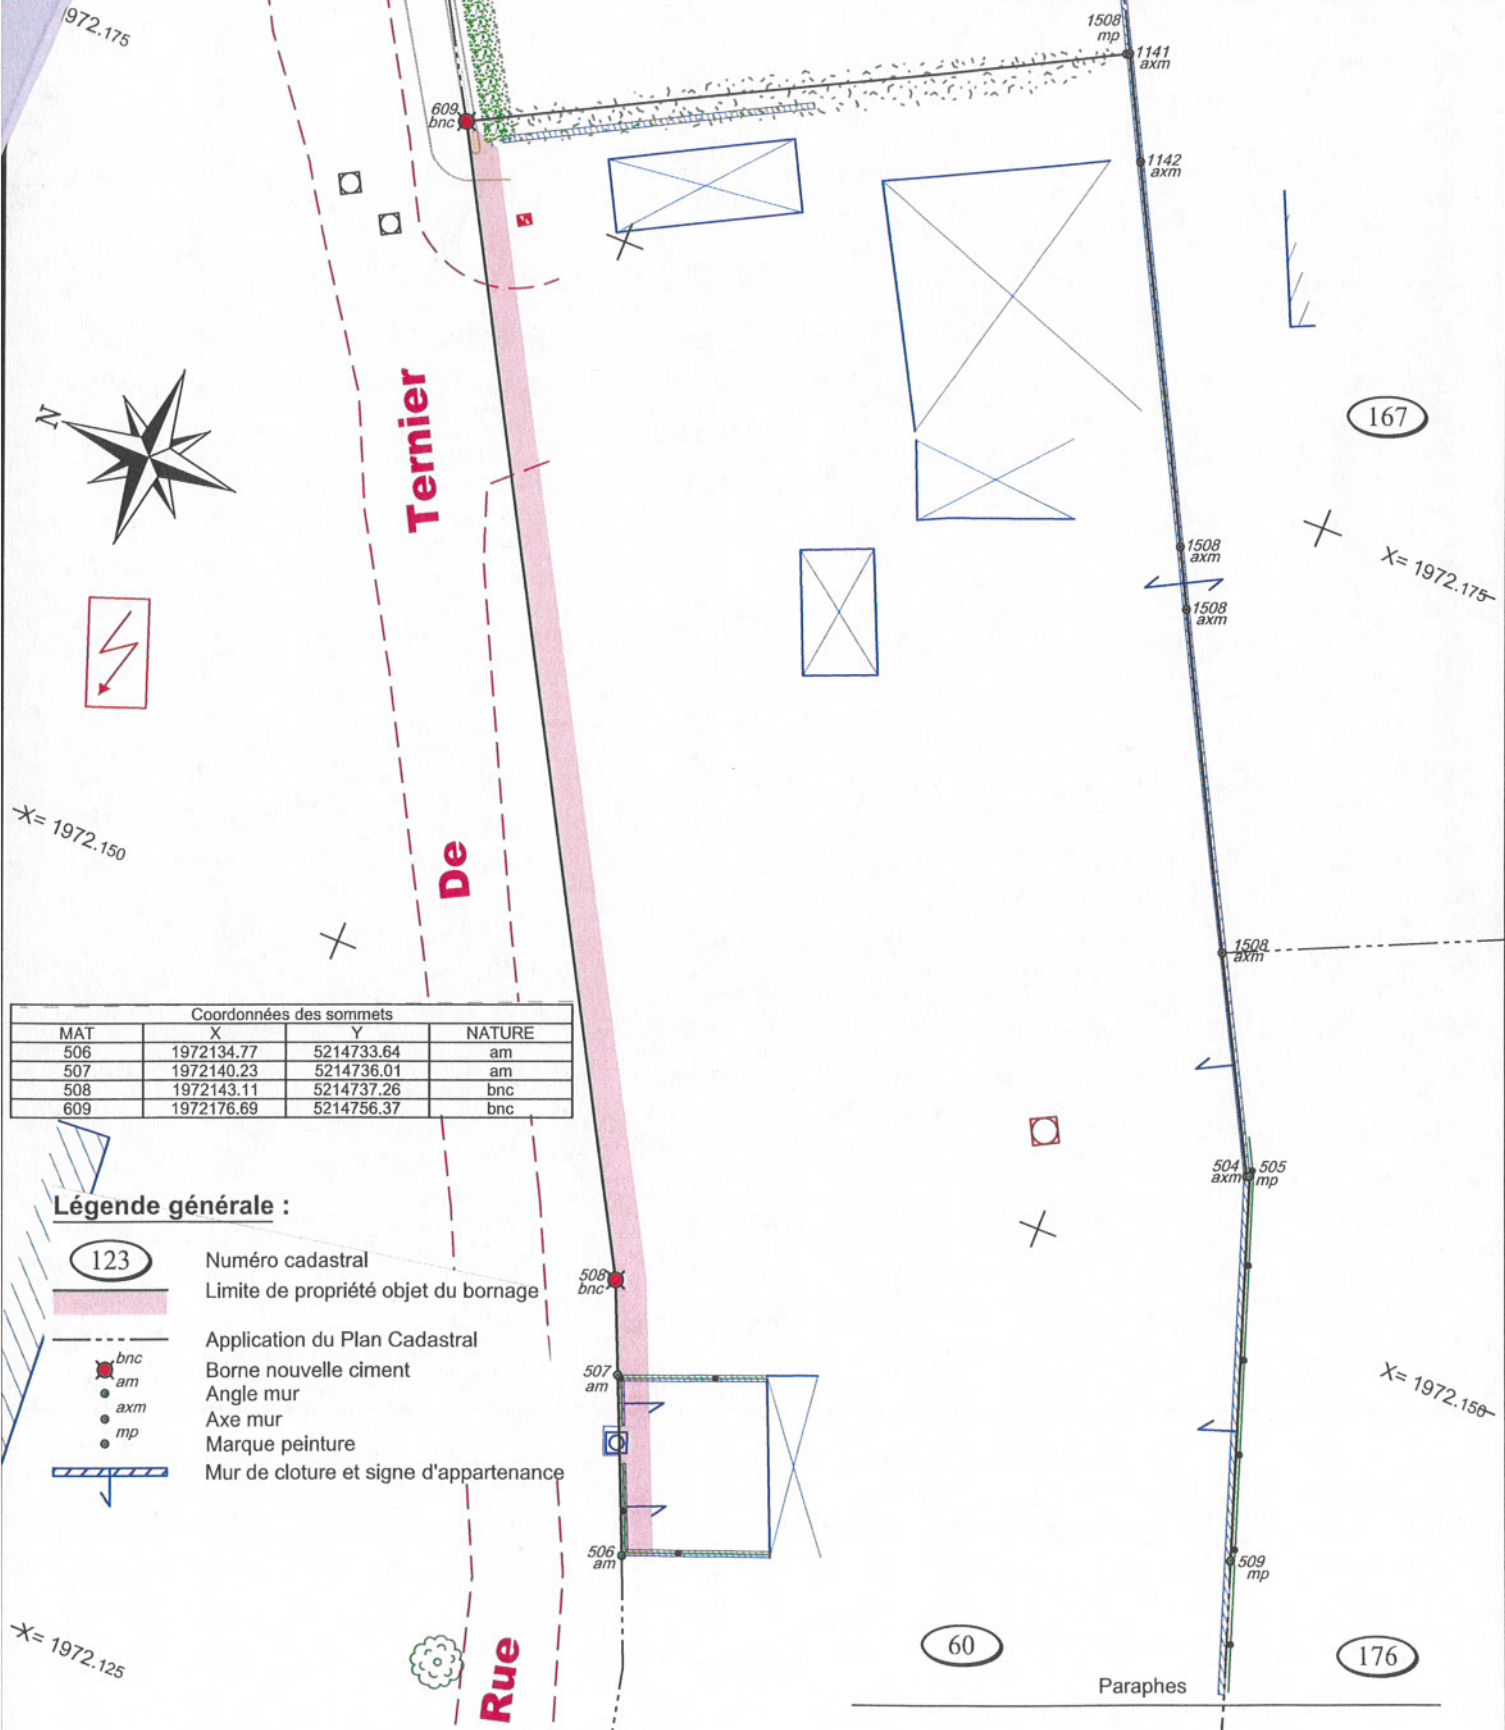 972.175
1508
mp
1141
axm
609
bnc
1142
axm
Ternier
N
167
1508
axm
X= 1972.175
1508
axm
X= 1972.150
De
1508
axm
Coordonnées des sommets
MAT X Y NATURE
506 1972134.77 5214733.64 am
507 1972140.23 5214736.01 am
508 1972143.11 5214737.26 bnc
609 1972176.69 5214756.37 bnc
504
axm
505
mp
Légende générale :
123 Numéro cadastral
Limite de propriété objet du bornage
Application du Plan Cadastral
bnc Borne nouvelle ciment
am Angle mur
axm Axe mur
mp Marque peinture
Mur de cloture et signe d'appartenance
508
bnc
507
am
X= 1972.150
506
am
509
mp
X= 1972.125
Rue
60
176
Paraphes